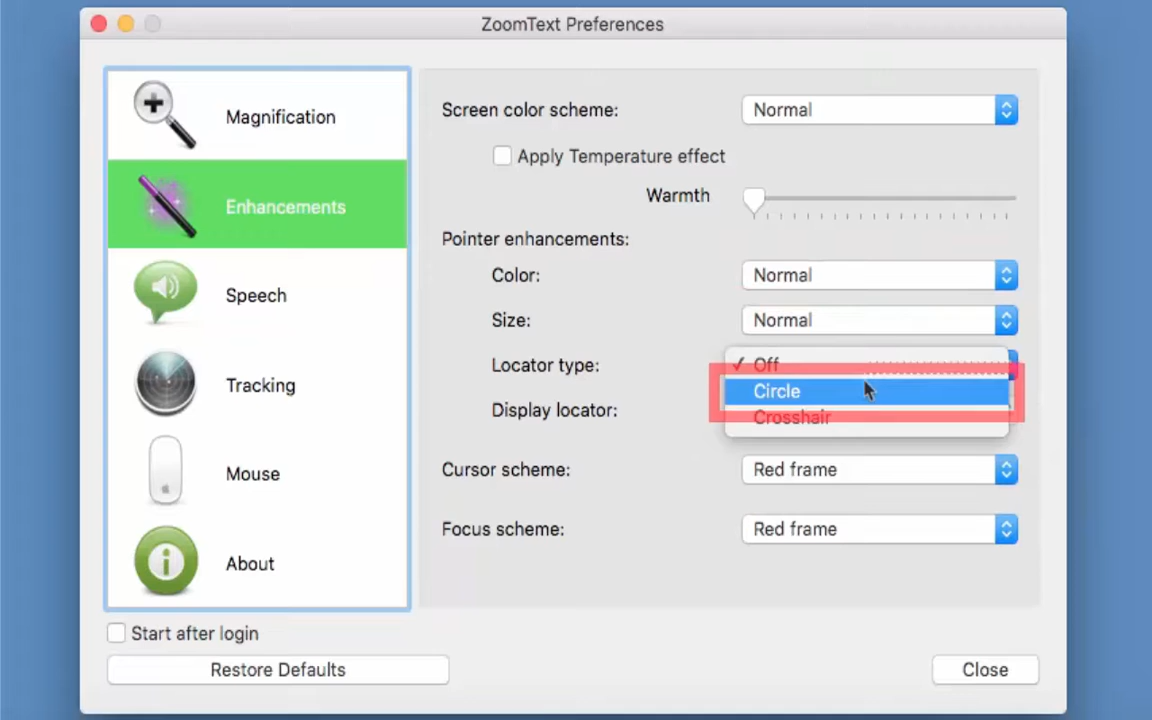 ZoomText Preferences
Magnification
Enhancements
Speech
Tracking
Mouse
About
Screen color scheme: Normal
Apply Temperature effect
Warmth
Pointer enhancements:
Color: Normal
Size: Normal
Locator type: ✓ Off
Circle
Crosshair
Display locator:
Cursor scheme: Red frame
Focus scheme: Red frame
Start after login
Restore Defaults
Close